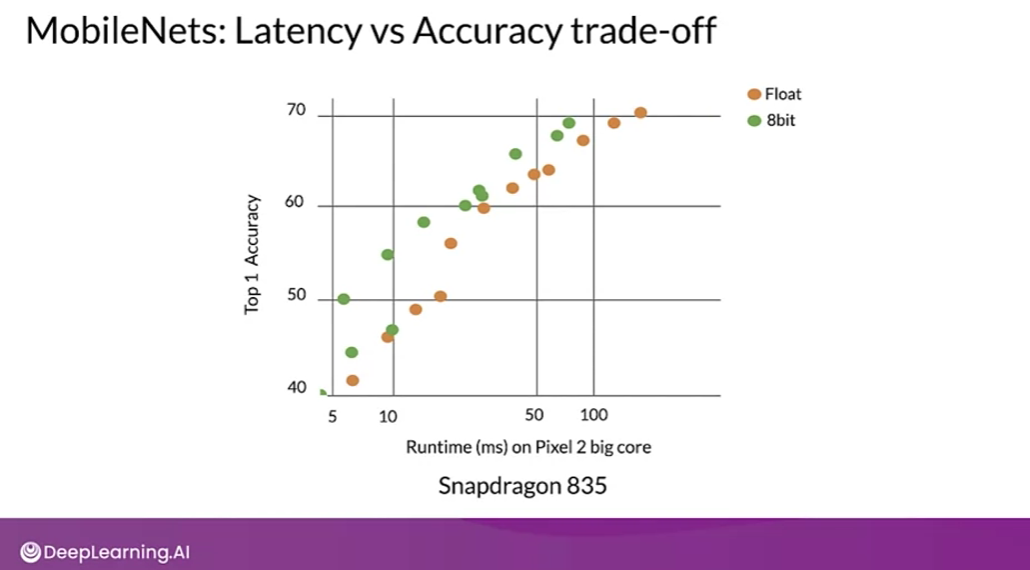 MobileNets: Latency vs Accuracy trade-off
Float
8bit
70
60
50
40
Top 1 Accuracy
5 10 50 100
Runtime (ms) on Pixel 2 big core
Snapdragon 835
DeepLearning.AI